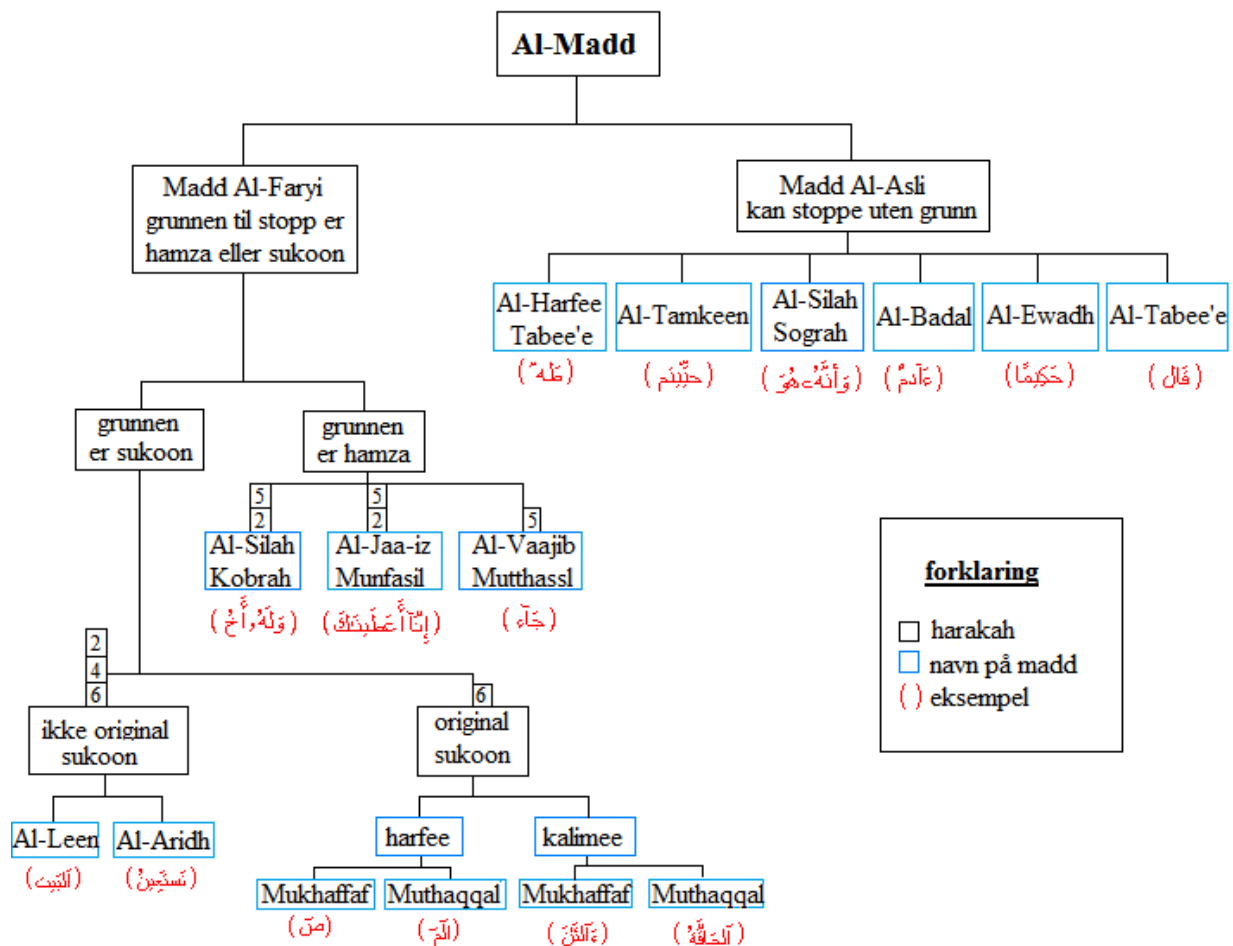 Al-Madd
Madd Al-Faryi
grunnen til stopp er
hamza eller sukoon
Madd Al-Asli
kan stoppe uten grunn
Al-Harfee
Tabee'e
Al-Tamkeen
Al-Silah
Sograh
Al-Badal
Al-Ewadh
Al-Tabee'e
(طه)
(وَأَنَّهُۥ هُوَ)
(ءَادَمُ)
(حَكِيمًا)
(قَالَ)
grunnen
er sukoon
grunnen
er hamza
5
2
5
2
5
Al-Silah
Kobrah
Al-Jaa-iz
Munfasil
Al-Vaajib
Mutthassl
(وَلَهُۥٓ أَخٌ)
(إِنَّآ أَعْطَيْنَٰكَ)
(جَآءَ)
forklaring
harakah
navn på madd
( ) eksempel
2
4
6
6
ikke original
sukoon
original
sukoon
Al-Leen
Al-Aridh
(ٱلْبَيْت)
(نَسْتَعِينُ)
harfee
kalimee
Mukhaffaf
Muthaqqal
Mukhaffaf
Muthaqqal
(صٓ)
(الٓمٓ)
(ءَآلْـَٰٔنَ)
(ٱلْحَآقَّةُ)